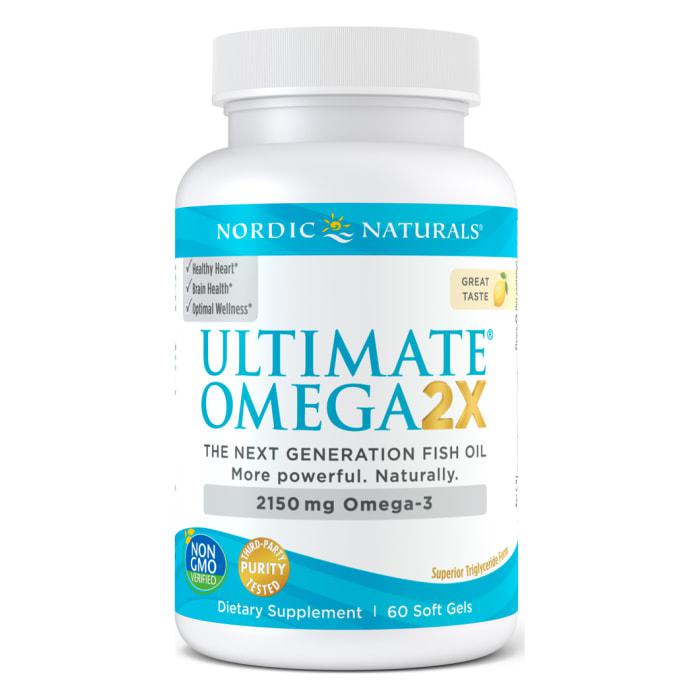 NORDIC NATURALS®
✓ Healthy Heart*
✓ Brain Health*
✓ Optimal Wellness*
GREAT
TASTE
ULTIMATE®
OMEGA2X
THE NEXT GENERATION FISH OIL
More powerful. Naturally.
2150 mg Omega-3
NON
GMO
VERIFIED
THIRD-PARTY
PURITY
TESTED
Superior Triglyceride Form
Dietary Supplement | 60 Soft Gels